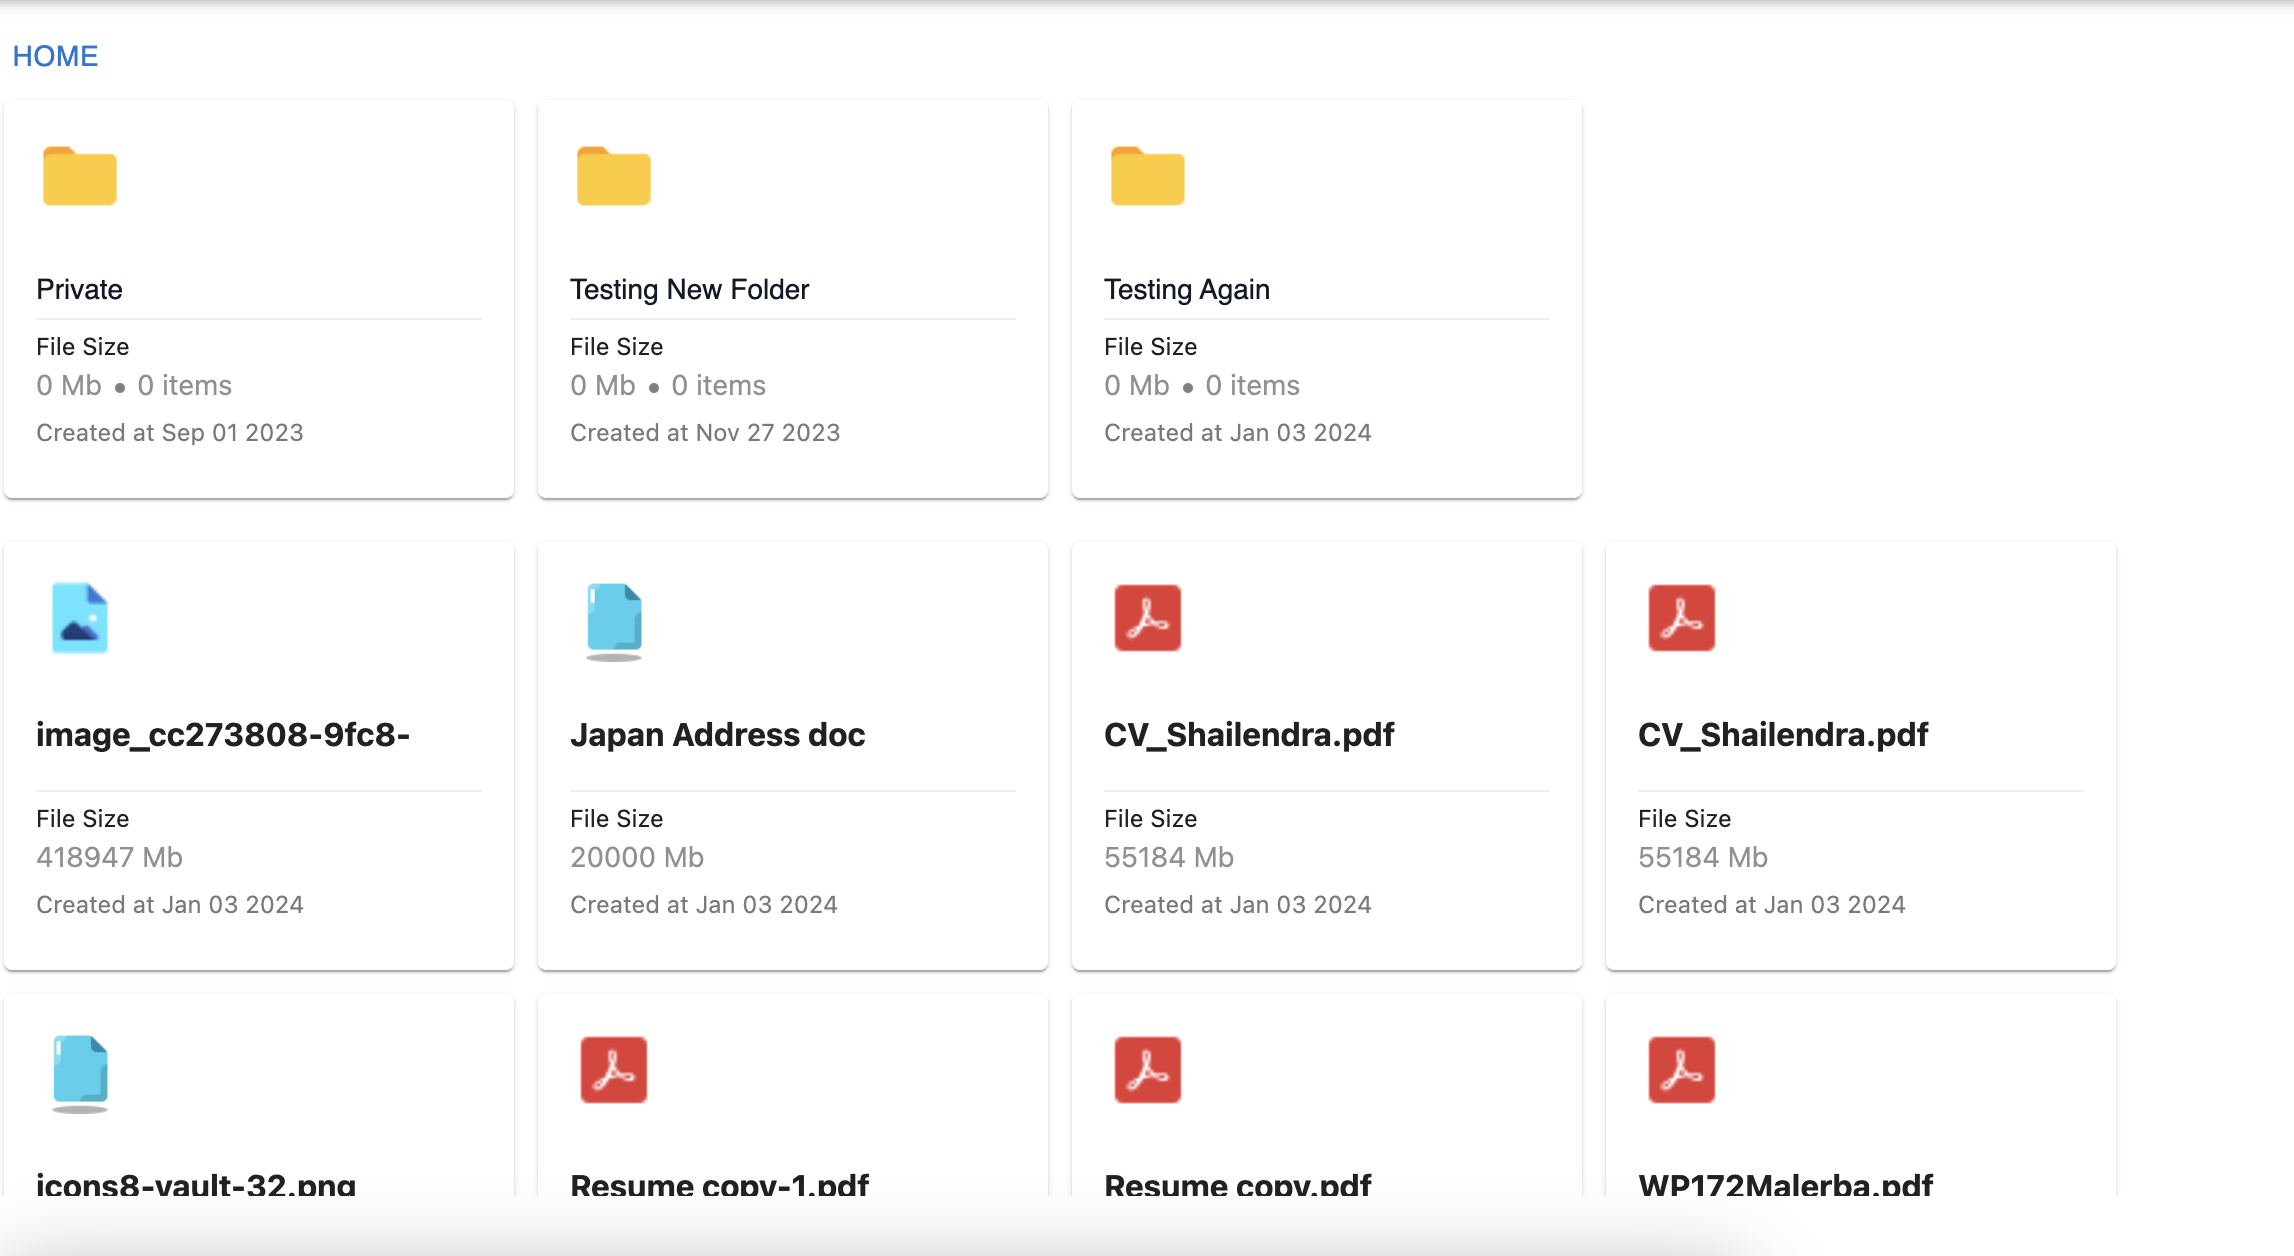 HOME
Private
File Size
0 Mb • 0 items
Created at Sep 01 2023
Testing New Folder
File Size
0 Mb • 0 items
Created at Nov 27 2023
Testing Again
File Size
0 Mb • 0 items
Created at Jan 03 2024
image_cc273808-9fc8-
File Size
418947 Mb
Created at Jan 03 2024
Japan Address doc
File Size
20000 Mb
Created at Jan 03 2024
CV_Shailendra.pdf
File Size
55184 Mb
Created at Jan 03 2024
CV_Shailendra.pdf
File Size
55184 Mb
Created at Jan 03 2024
icons8-vault-32.png
Resume copy-1.pdf
Resume copy.pdf
WP172Malerba.pdf